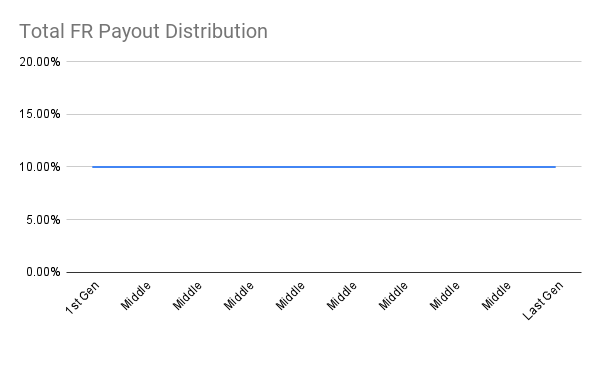 Total FR Payout Distribution
20.00%
15.00%
10.00%
5.00%
0.00%
1st Gen
Middle
Middle
Middle
Middle
Middle
Middle
Middle
Middle
Last Gen